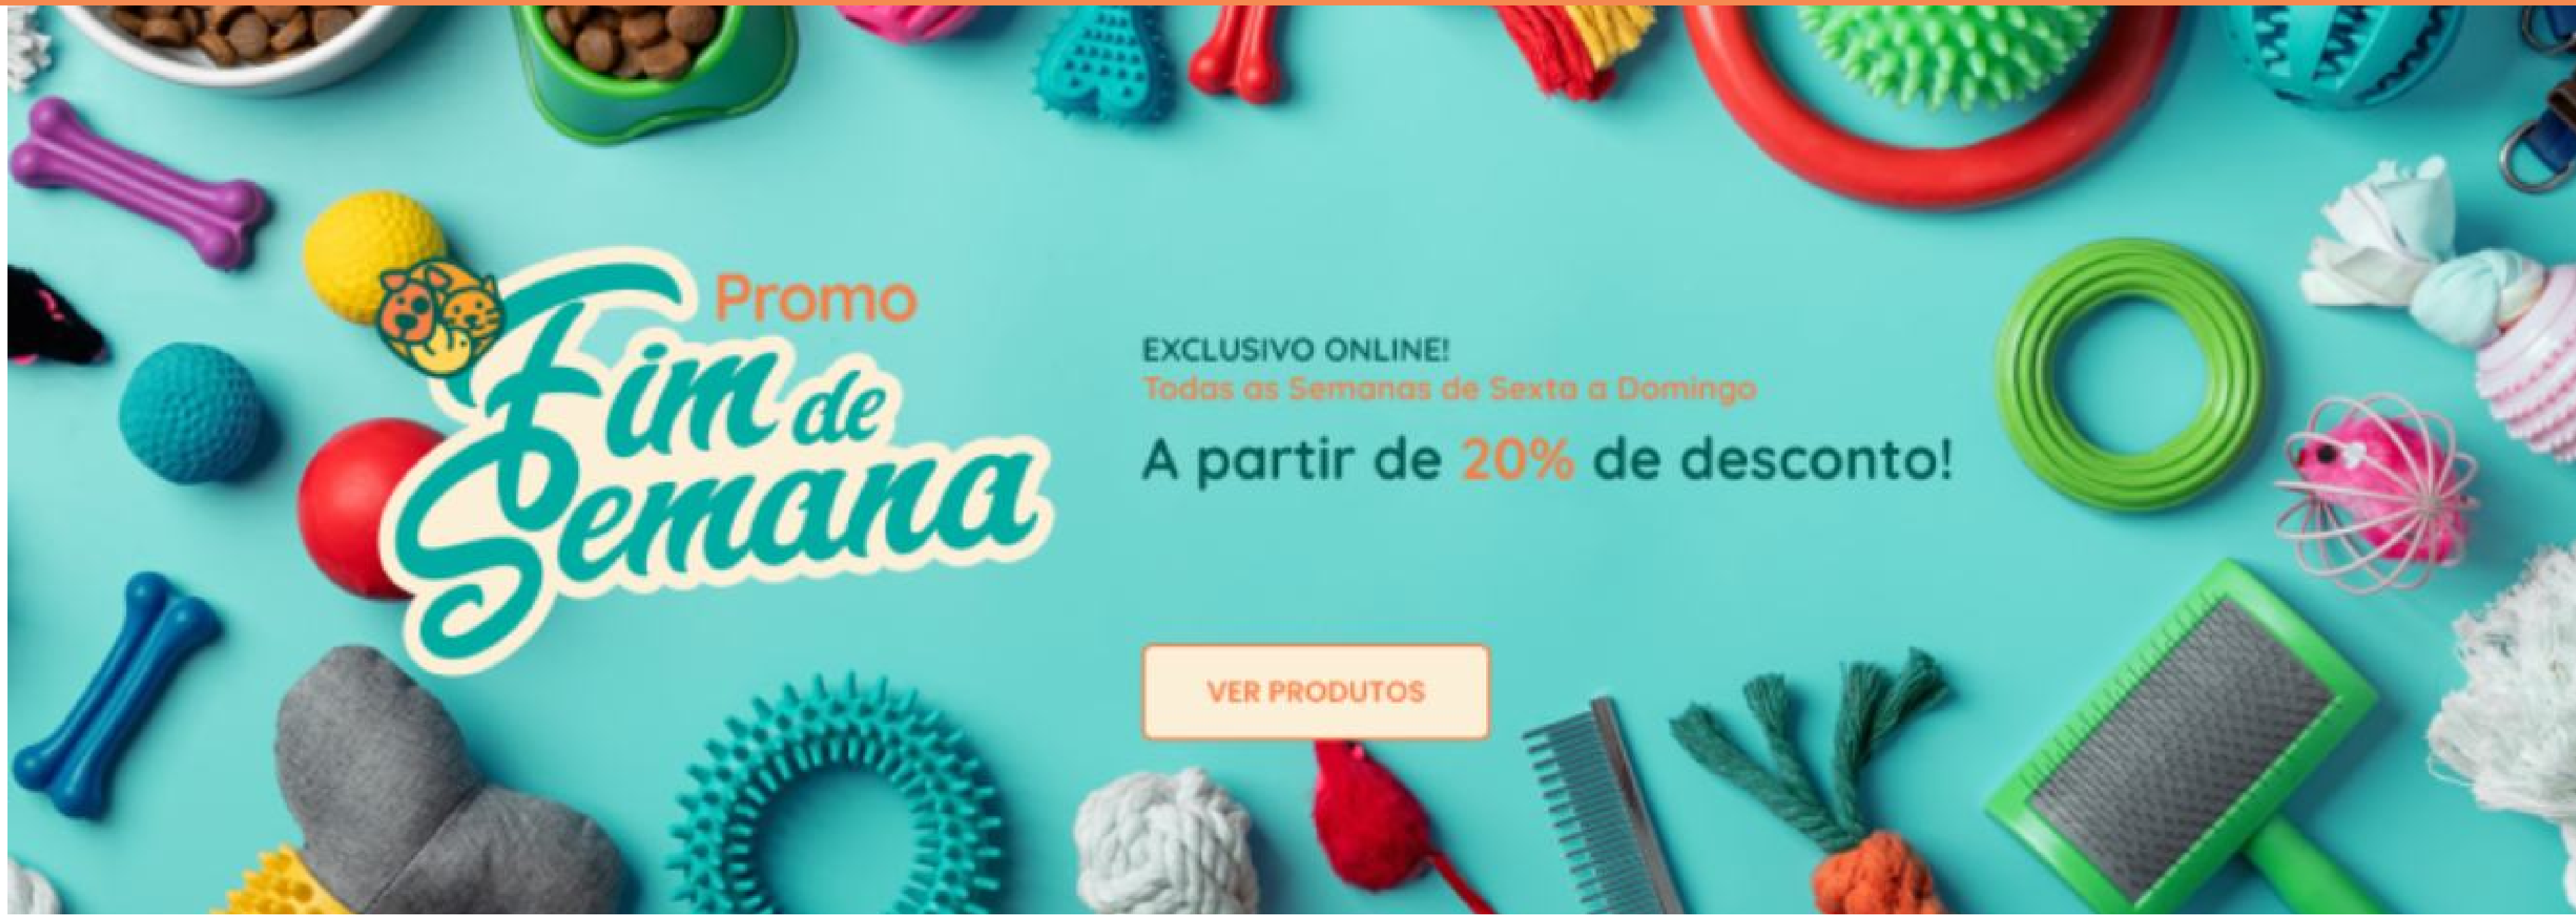 Promo
Fim de
Semana
EXCLUSIVO ONLINE!
Todas as Semanas de Sexta a Domingo
A partir de 20% de desconto!
VER PRODUTOS